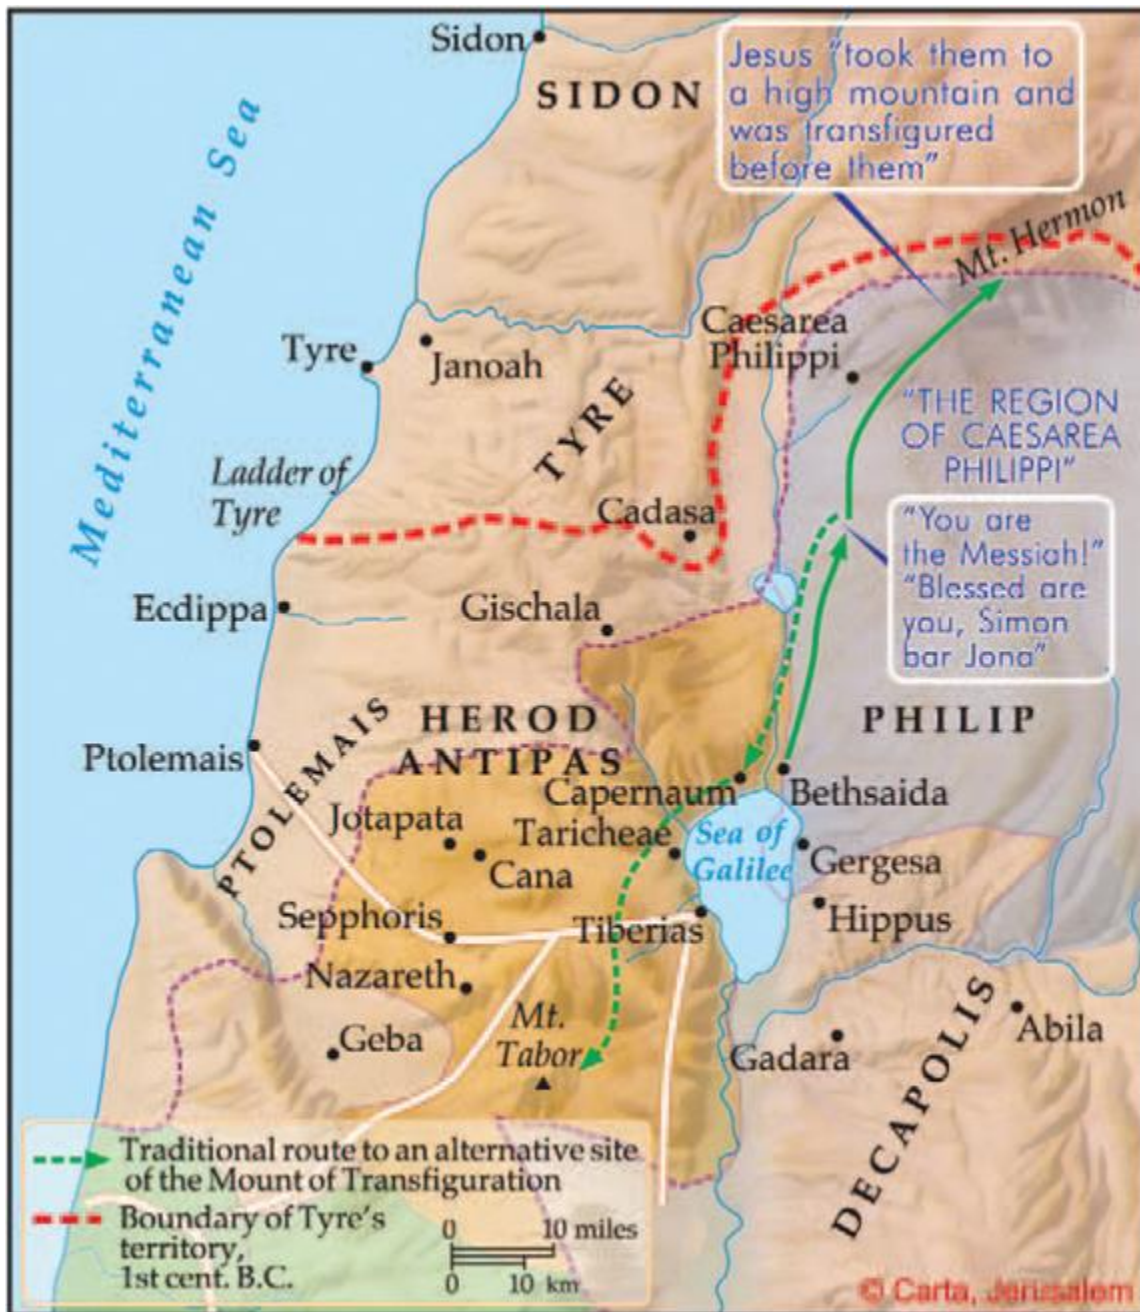 Sidon
SIDON
Jesus "took them to
a high mountain and
was transfigured
before them"
Mediterranean Sea
Mt. Hermon
Caesarea
Philippi
Tyre
Janoah
TYRE
"THE REGION
OF CAESAREA
PHILIPPI"
Ladder of
Tyre
Cadasa
"You are
the Messiah!"
"Blessed are
you, Simon
bar Jona"
Ecdippa
Gischala
PTOLEMAIS
HEROD
ANTIPAS
PHILIP
Ptolemais
Capernaum
Bethsaida
Jotapata
Taricheae
Sea of
Galilee
Cana
Gergesa
Sepphoris
Tiberias
Hippus
Nazareth
Mt.
Tabor
Geba
Gadara
Abila
DECAPOLIS
Traditional route to an alternative site
of the Mount of Transfiguration
Boundary of Tyre's
territory,
1st cent. B.C.
0 10 miles
0 10 km
© Carta, Jerusalem